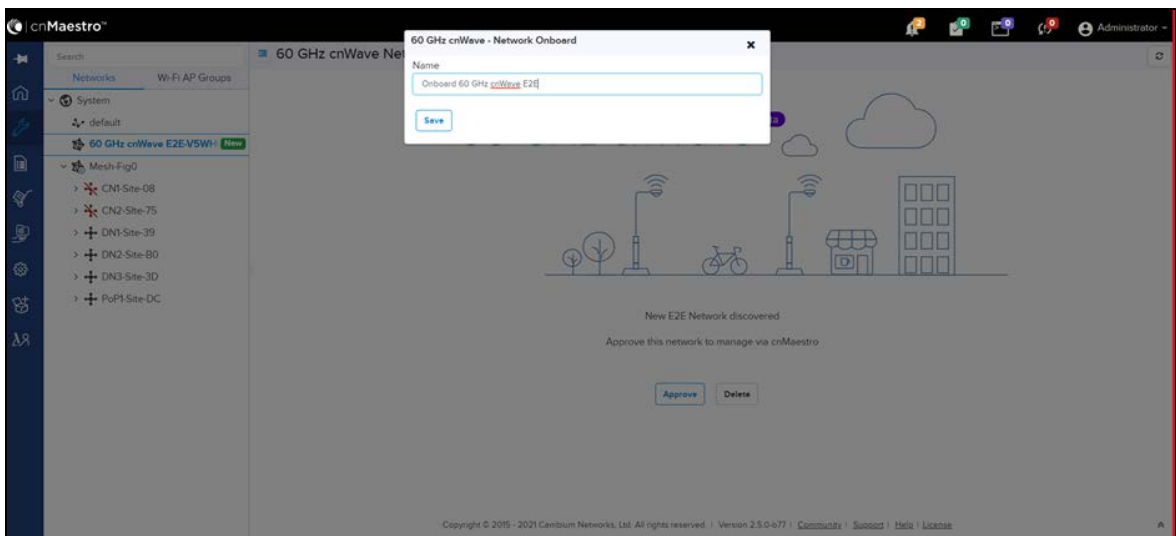 cnMaestro™
2
0
0
0
Administrator
Search
Networks
Wi-Fi AP Groups
System
default
60 GHz cnWave E2E-V5WH
New
Mesh-Fig0
CN1-Site-08
CN2-Site-75
DN1-Site-39
DN2-Site-B0
DN3-Site-3D
PoP1-Site-DC
60 GHz cnWave Net
60 GHz cnWave - Network Onboard
x
Name
Onboard 60 GHz cnWave E2E
Save
New E2E Network discovered
Approve this network to manage via cnMaestro
Approve
Delete
Copyright © 2015 - 2021 Cambium Networks, Ltd. All rights reserved. | Version 2.5.0-b77 | Community | Support | Help | License